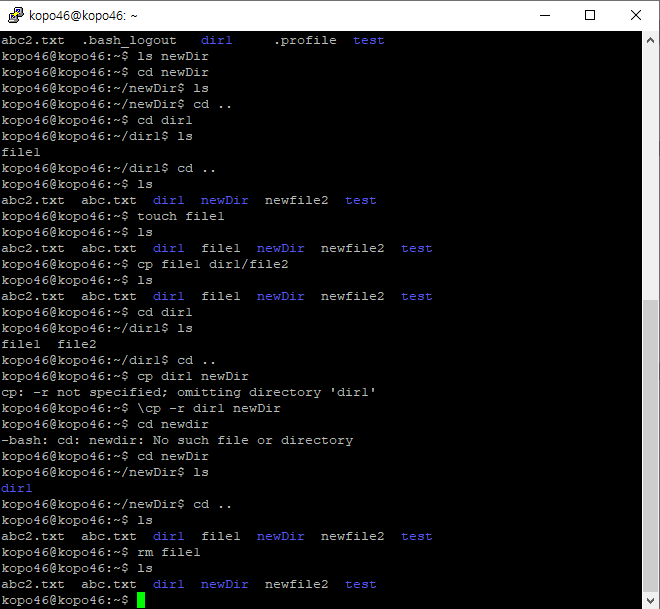 kopo46@kopo46: ~
abc2.txt  .bash_logout   dir1     .profile  test
kopo46@kopo46:~$ ls newDir
kopo46@kopo46:~$ cd newDir
kopo46@kopo46:~/newDir$ ls
kopo46@kopo46:~/newDir$ cd ..
kopo46@kopo46:~$ cd dir1
kopo46@kopo46:~/dir1$ ls
file1
kopo46@kopo46:~/dir1$ cd ..
kopo46@kopo46:~$ ls
abc2.txt  abc.txt  dir1  newDir  newfile2  test
kopo46@kopo46:~$ touch file1
kopo46@kopo46:~$ ls
abc2.txt  abc.txt  dir1  file1  newDir  newfile2  test
kopo46@kopo46:~$ cp file1 dir1/file2
kopo46@kopo46:~$ ls
abc2.txt  abc.txt  dir1  file1  newDir  newfile2  test
kopo46@kopo46:~$ cd dir1
kopo46@kopo46:~/dir1$ ls
file1  file2
kopo46@kopo46:~/dir1$ cd ..
kopo46@kopo46:~$ cp dir1 newDir
cp: -r not specified; omitting directory 'dir1'
kopo46@kopo46:~$ \cp -r dir1 newDir
kopo46@kopo46:~$ cd newdir
-bash: cd: newdir: No such file or directory
kopo46@kopo46:~$ cd newDir
kopo46@kopo46:~/newDir$ ls
dir1
kopo46@kopo46:~/newDir$ cd ..
kopo46@kopo46:~$ ls
abc2.txt  abc.txt  dir1  file1  newDir  newfile2  test
kopo46@kopo46:~$ rm file1
kopo46@kopo46:~$ ls
abc2.txt  abc.txt  dir1  newDir  newfile2  test
kopo46@kopo46:~$